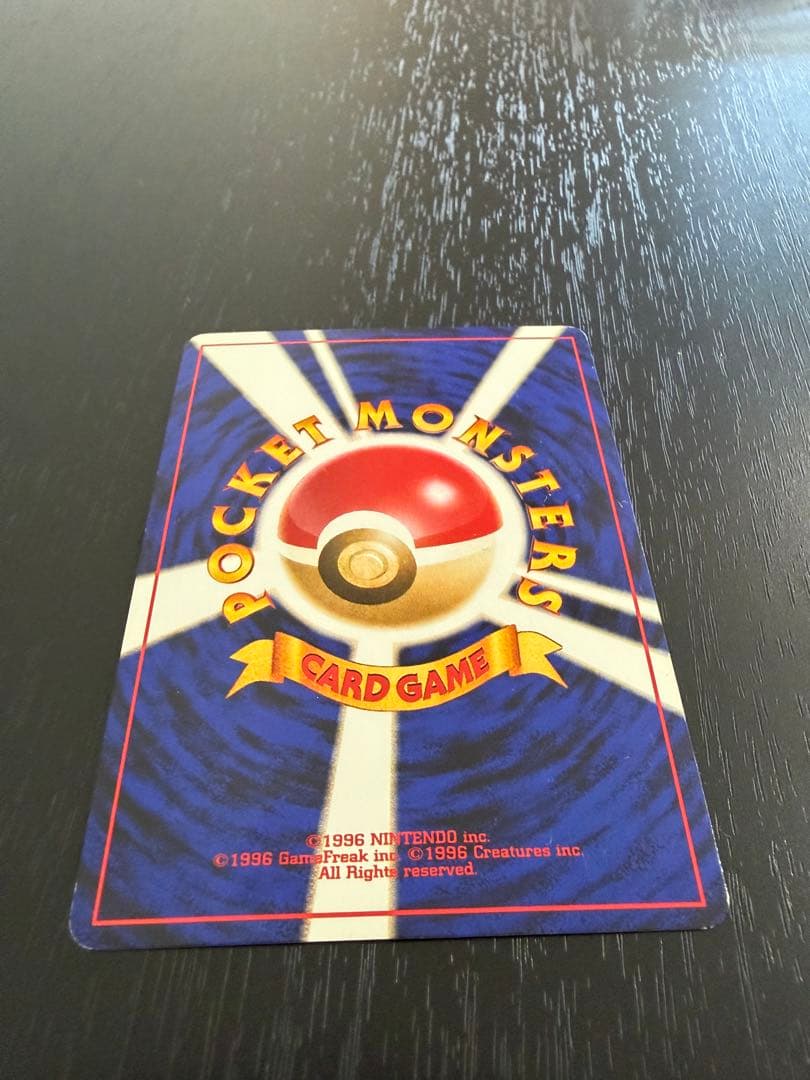 POCKET MONSTERS
CARD GAME
©1996 NINTENDO inc.
©1996 GameFreak inc. ©1996 Creatures inc.
All Rights reserved.